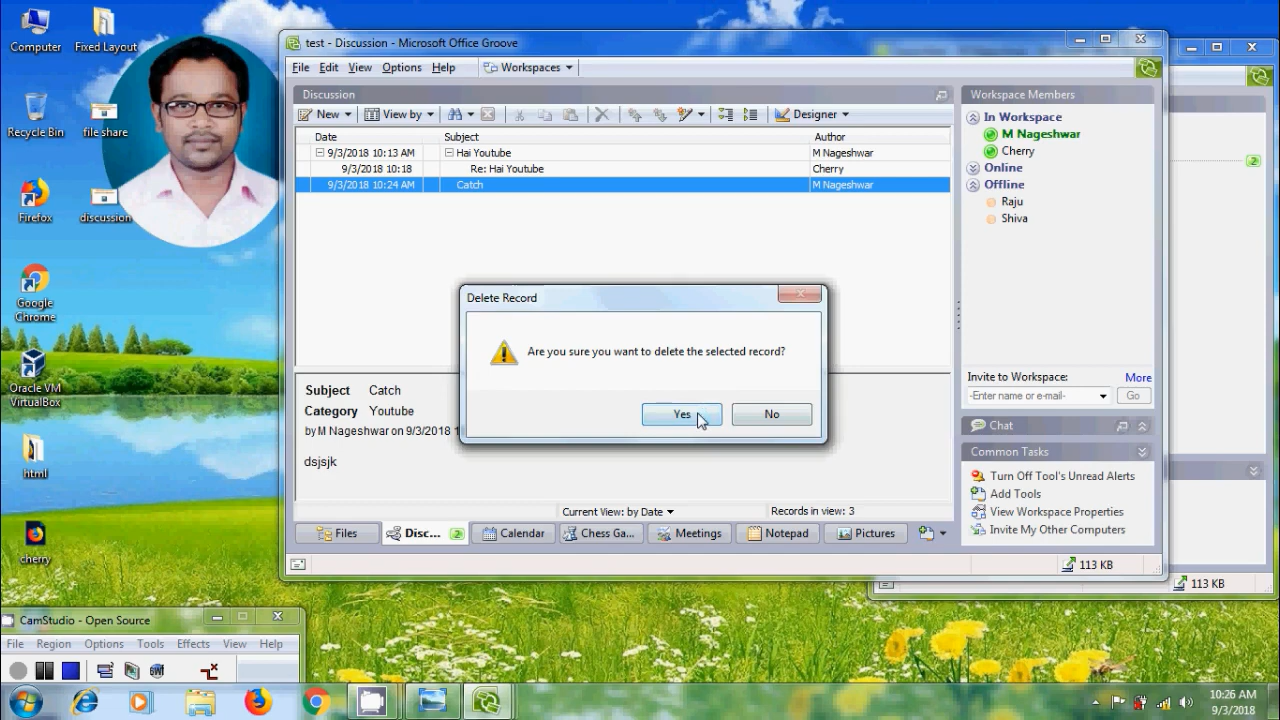 Computer
Fixed Layout
Recycle Bin
file share
Firefox
discussion
Google
Chrome
Oracle VM
VirtualBox
html
cherry
test - Discussion - Microsoft Office Groove
File Edit View Options Help Workspaces
Discussion
New View by Designer
Date Subject Author
9/3/2018 10:13 AM Hai Youtube M Nageshwar
9/3/2018 10:18 Re: Hai Youtube Cherry
9/3/2018 10:24 AM Catch M Nageshwar
Delete Record
Are you sure you want to delete the selected record?
Yes No
Subject Catch
Category Youtube
by M Nageshwar on 9/3/2018
dsjsjk
Current View: by Date Records in view: 3
Files Disc... 2 Calendar Chess Ga... Meetings Notepad Pictures
113 KB
Workspace Members
In Workspace
M Nageshwar
Cherry
Online
Offline
Raju
Shiva
Invite to Workspace: More
-Enter name or e-mail- Go
Chat
Common Tasks
Turn Off Tool's Unread Alerts
Add Tools
View Workspace Properties
Invite My Other Computers
2
113 KB
CamStudio - Open Source
File Region Options Tools Effects View Help
10:26 AM
9/3/2018